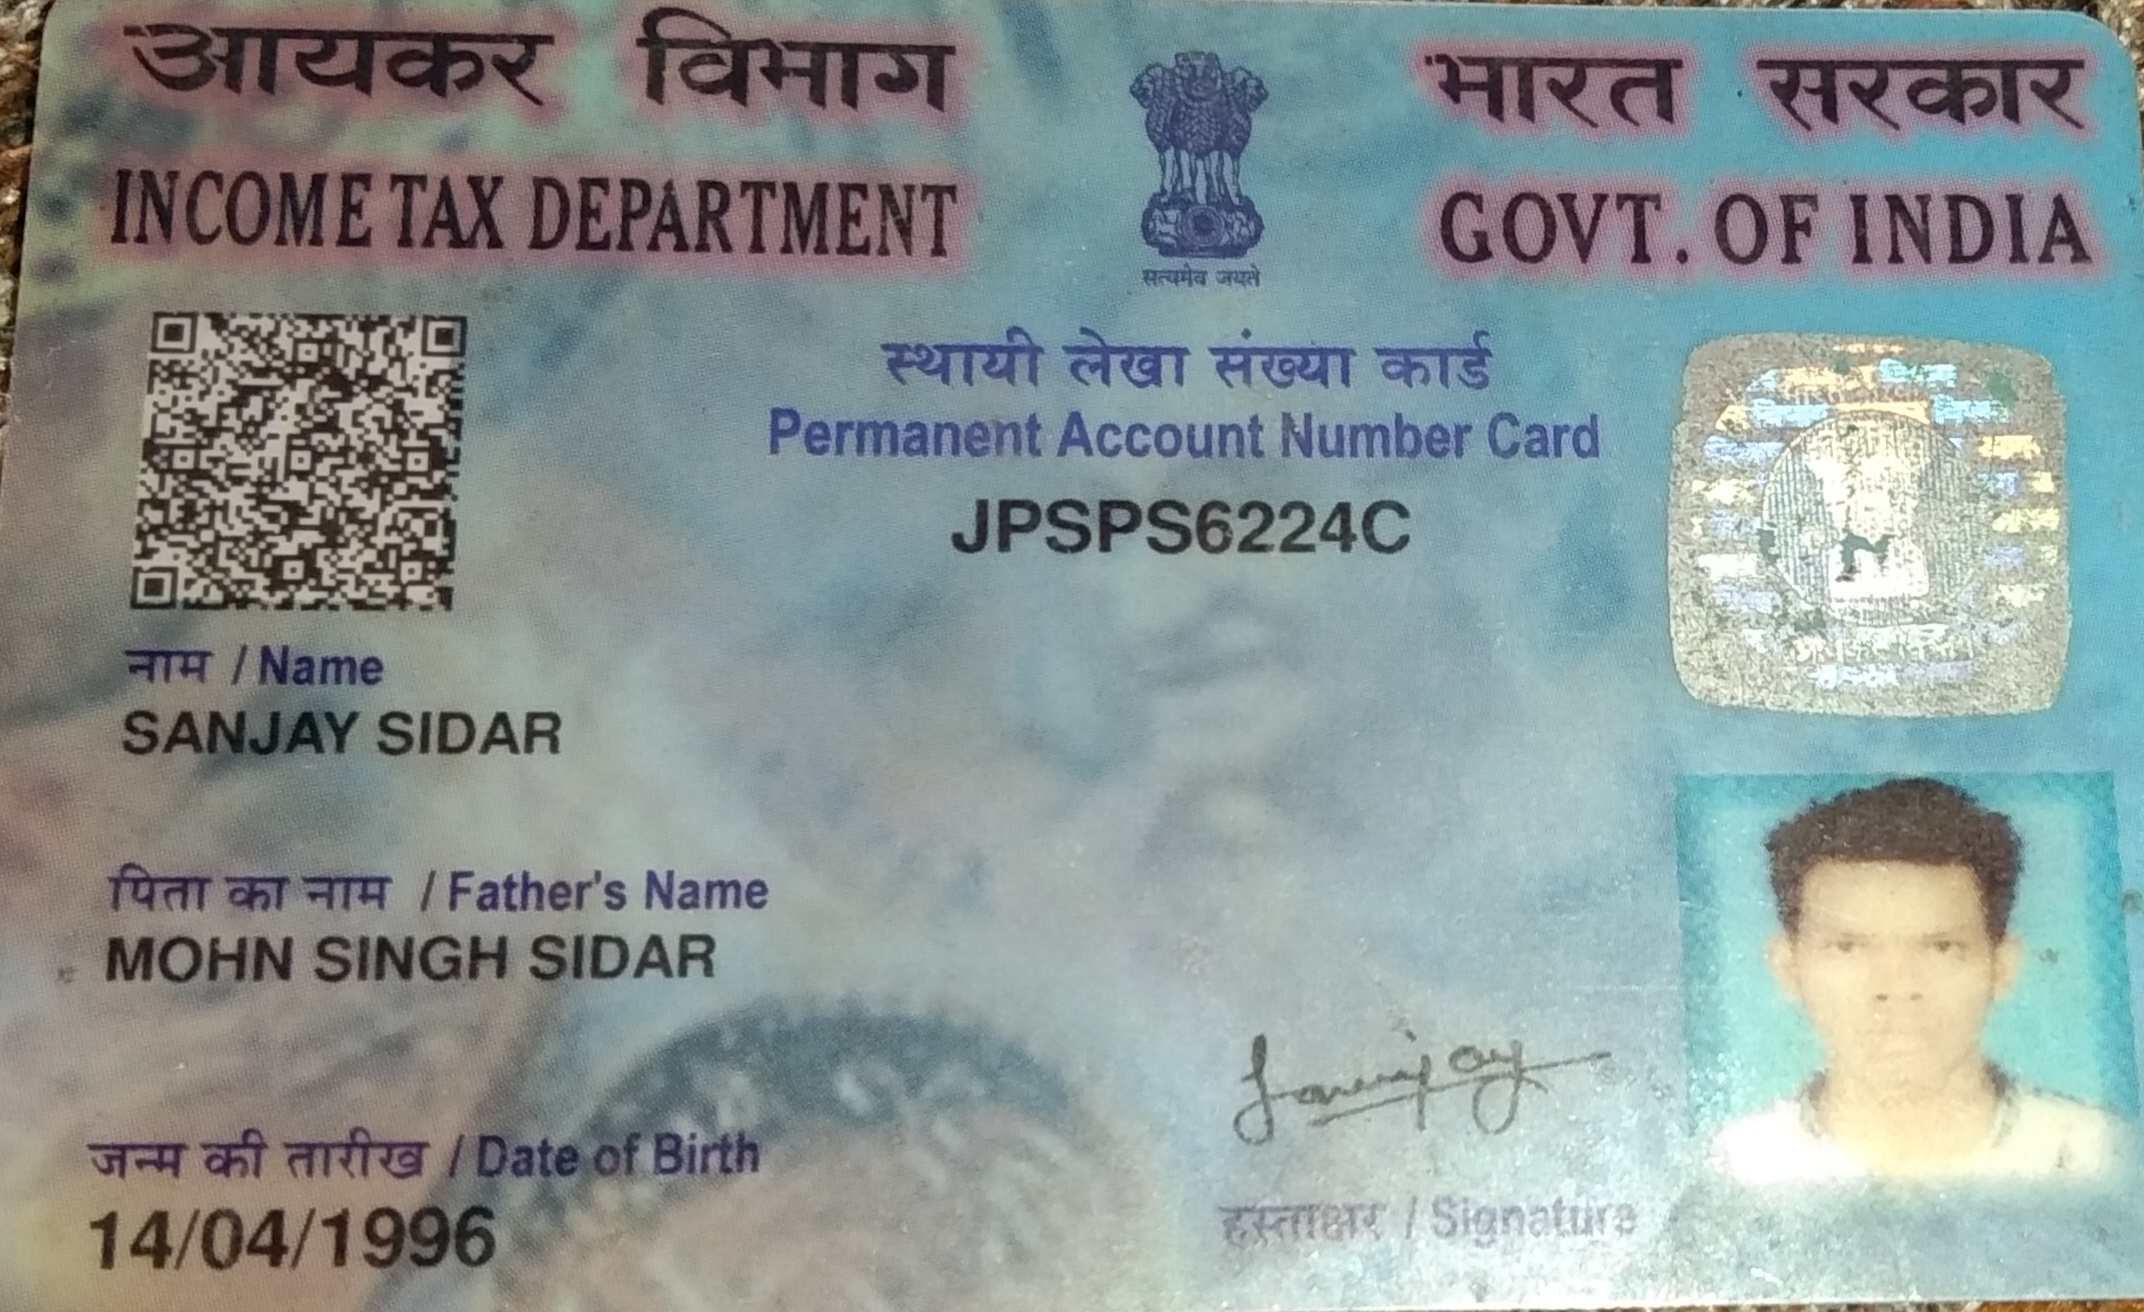 आयकर विभाग
INCOME TAX DEPARTMENT
सत्यमेव जयते
भारत सरकार
GOVT. OF INDIA
स्थायी लेखा संख्या कार्ड
Permanent Account Number Card
JPSPS6224C
नाम / Name
SANJAY SIDAR
पिता का नाम / Father's Name
MOHN SINGH SIDAR
जन्म की तारीख / Date of Birth
14/04/1996
Sanjay
हस्ताक्षर / Signature